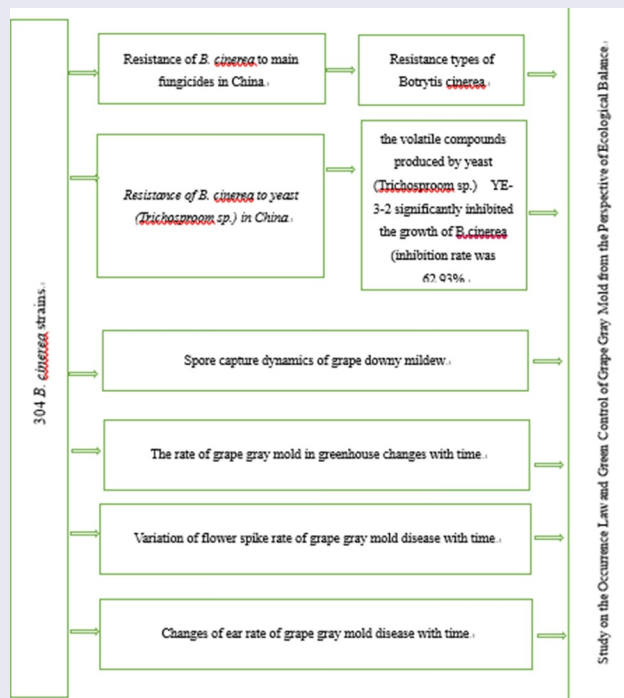 304 B. cinerea strains.
Resistance of B. cinerea to main
fungicides in China.
Resistance types of
Botrytis cinerea.
Resistance of B. cinerea to yeast
(Trichosproom sp.) in China.
the volatile compounds
produced by yeast
(Trichosproom sp.) YE-
3-2 significantly inhibited
the growth of B.cinerea
(inhibition rate was
62.93%.
Spore capture dynamics of grape downy mildew.
The rate of grape gray mold in greenhouse changes with time.
Variation of flower spike rate of grape gray mold disease with time.
Changes of ear rate of grape gray mold disease with time.
Study on the Occurrence Law and Green Control of Grape Gray Mold from the Perspective of Ecological Balance.